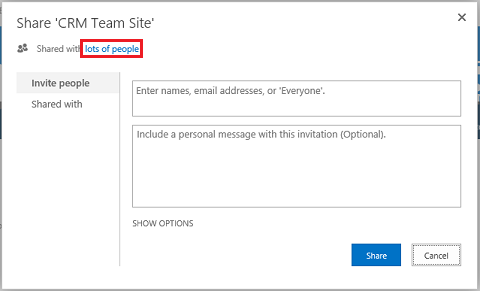 Share 'CRM Team Site'
Shared with lots of people
Invite people
Shared with
Enter names, email addresses, or 'Everyone'.
Include a personal message with this invitation (Optional).
SHOW OPTIONS
Share
Cancel